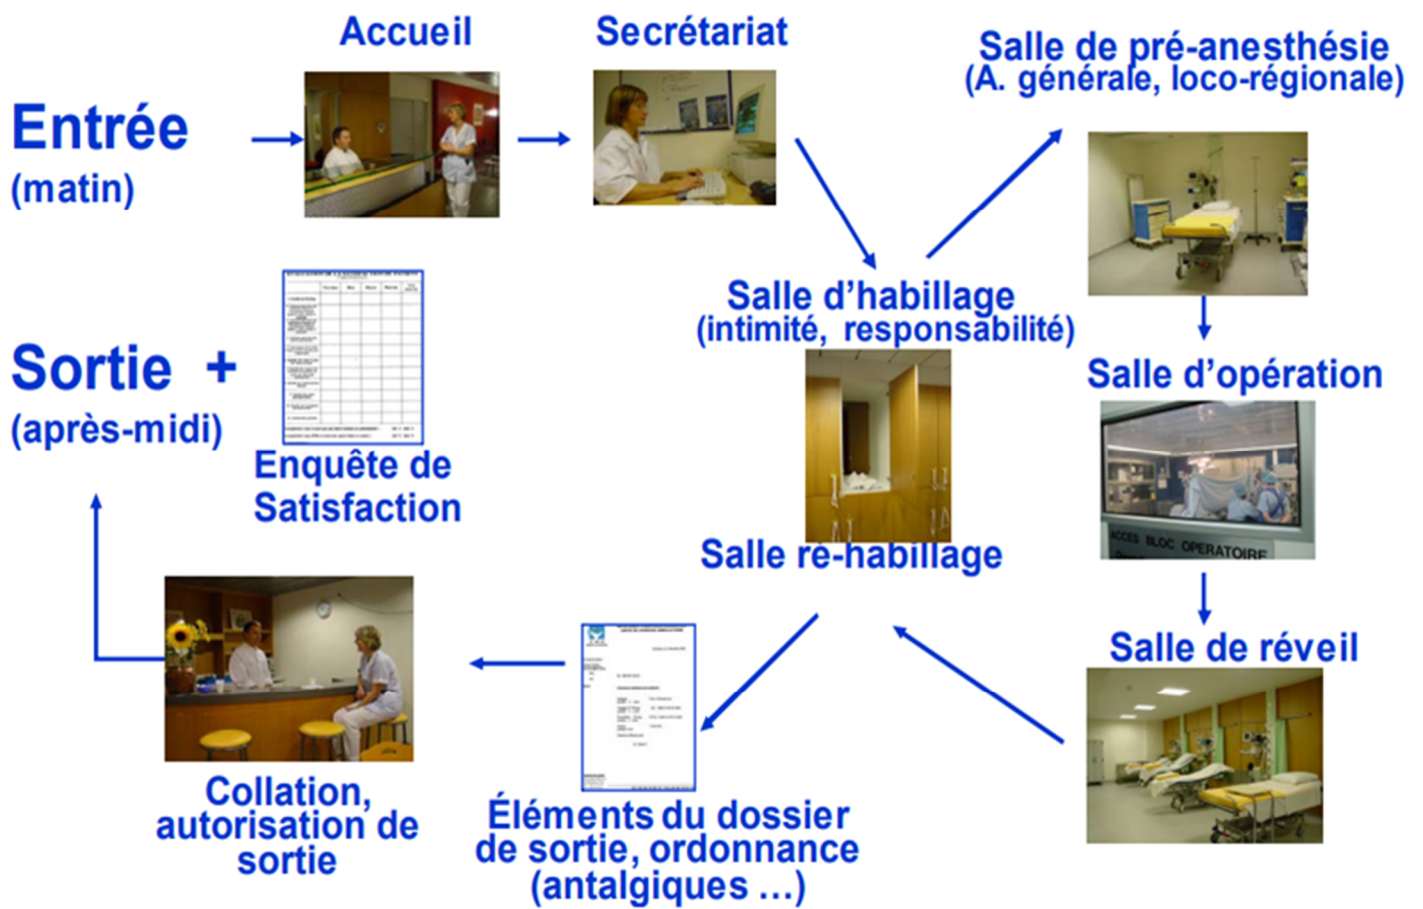 Accueil
Secrétariat
Salle de pré-anesthésie
(A. générale, loco-régionale)
Entrée
(matin)
Salle d’habillage
(intimité, responsabilité)
Salle d’opération
ACCES BLOC OPERATOIRE
Sortie +
(après-midi)
Enquête de
Satisfaction
Salle ré-habillage
Salle de réveil
Collation,
autorisation de
sortie
Éléments du dossier
de sortie, ordonnance
(antalgiques ...)